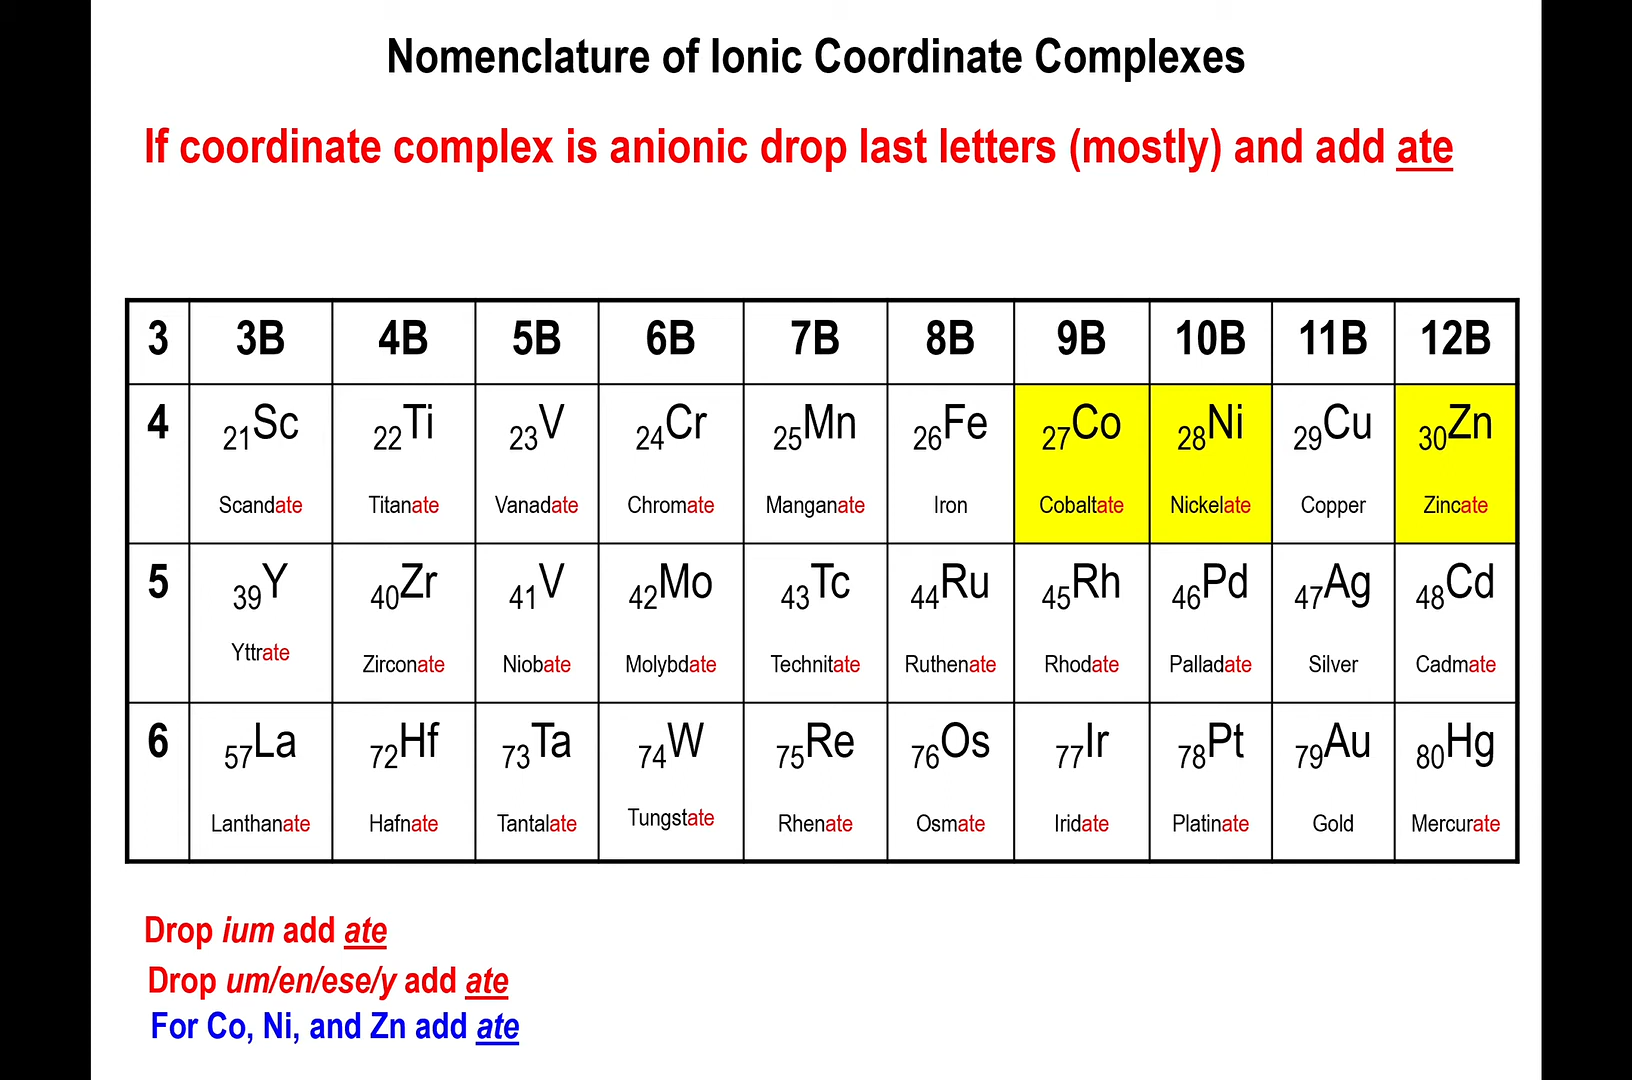 Nomenclature of Ionic Coordinate Complexes
If coordinate complex is anionic drop last letters (mostly) and add ate
3 3B 4B 5B 6B 7B 8B 9B 10B 11B 12B
4 21Sc 22Ti 23V 24Cr 25Mn 26Fe 27Co 28Ni 29Cu 30Zn
Scandate Titanate Vanadate Chromate Manganate Iron Cobaltate Nickelate Copper Zincate
5 39Y 40Zr 41V 42Mo 43Tc 44Ru 45Rh 46Pd 47Ag 48Cd
Yttrate Zirconate Niobate Molybdate Technitate Ruthenate Rhodate Palladate Silver Cadmate
6 57La 72Hf 73Ta 74W 75Re 76Os 77Ir 78Pt 79Au 80Hg
Lanthanate Hafnate Tantalate Tungstate Rhenate Osmate Iridate Platinate Gold Mercurate
Drop ium add ate
Drop um/en/ese/y add ate
For Co, Ni, and Zn add ate